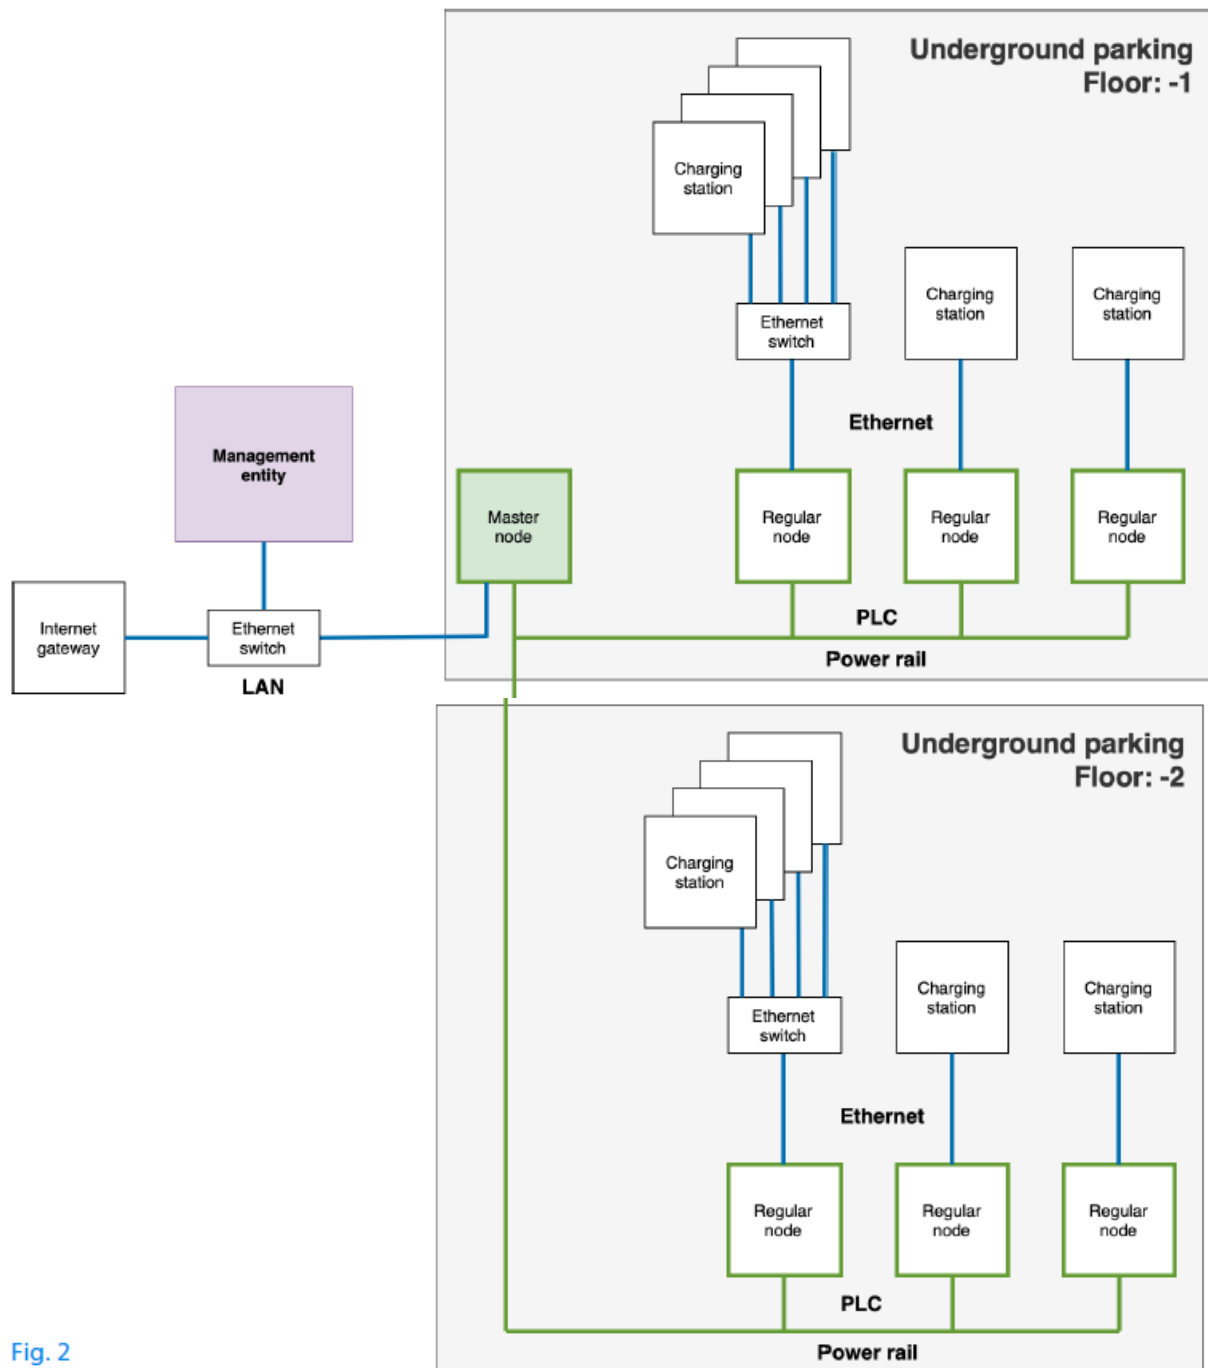 Underground parking
Floor: -1
Charging
station
Charging
station
Charging
station
Ethernet
switch
Ethernet
Management
entity
Master
node
Regular
node
Regular
node
Regular
node
Internet
gateway
Ethernet
switch
PLC
Power rail
LAN
Underground parking
Floor: -2
Charging
station
Charging
station
Charging
station
Ethernet
switch
Ethernet
Regular
node
Regular
node
Regular
node
PLC
Power rail
Fig. 2